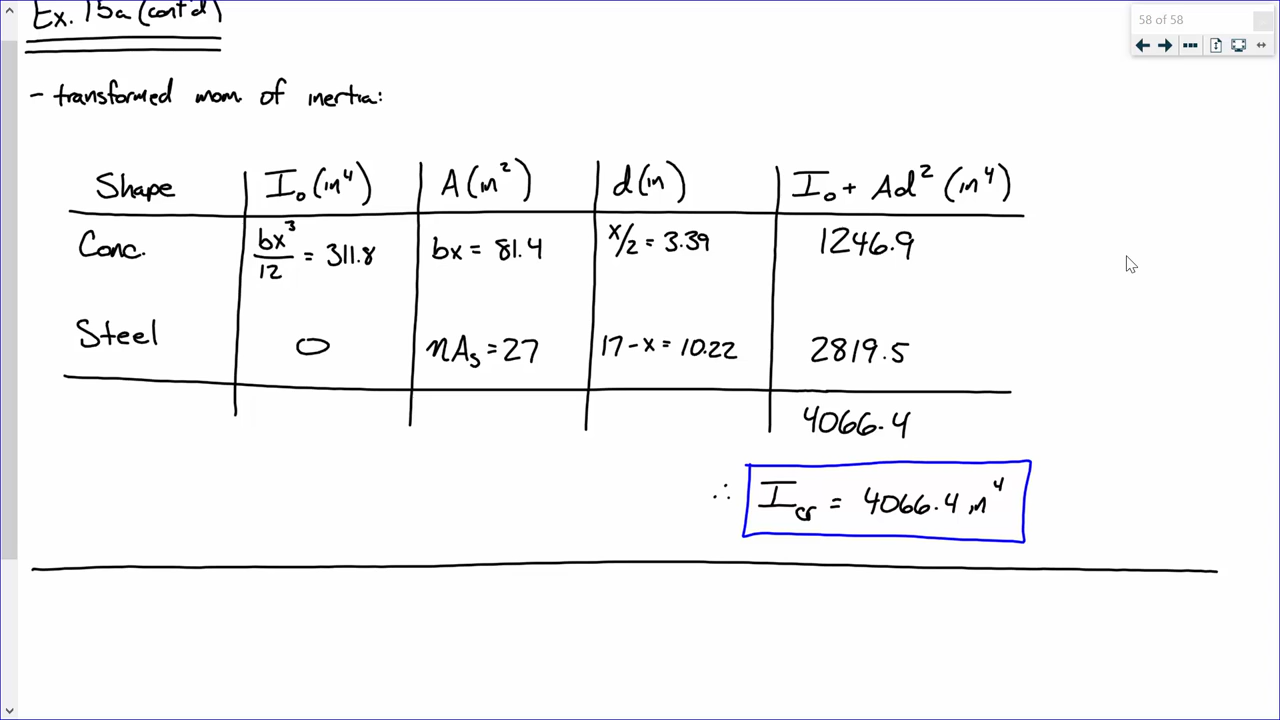 58 of 58
Ex. 15a (cont'd)
- transformed mom of inertia:
Shape I₀ (in⁴) A (in²) d (in) I₀ + Ad² (in⁴)
Conc. bx³/12 = 311.8 bx = 81.4 x/2 = 3.39 1246.9
Steel 0 nAₛ = 27 17 - x = 10.22 2819.5
4066.4
∴ I_cr = 4066.4 in⁴